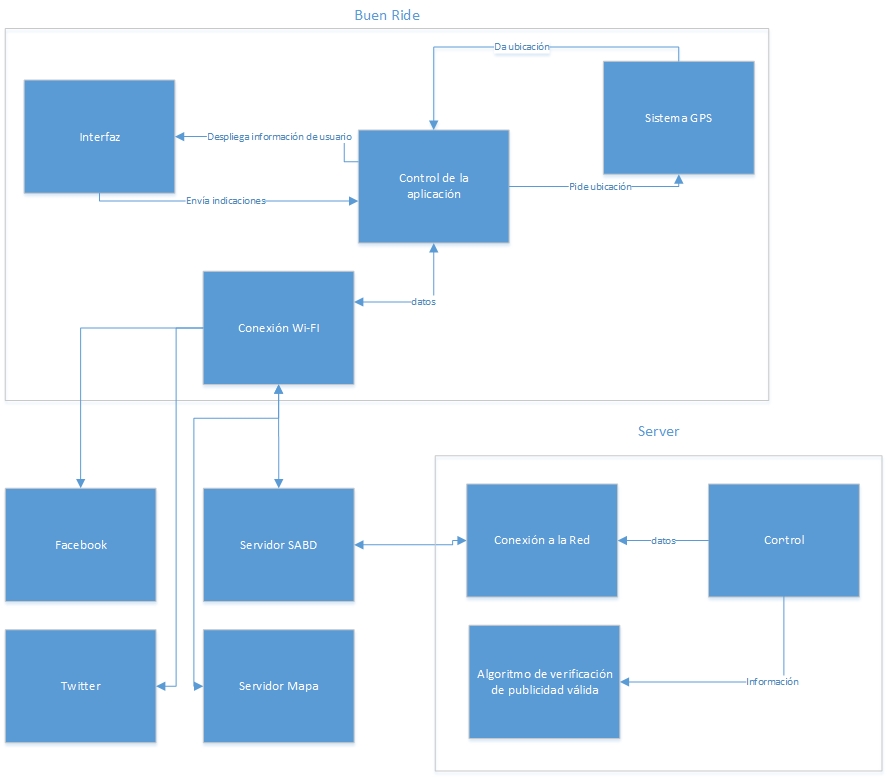 Buen Ride
Da ubicación
Sistema GPS
Interfaz
Despliega información de usuario
Control de la
aplicación
Pide ubicación
Envía indicaciones
datos
Conexión Wi-FI
Server
Facebook
Servidor SABD
Conexión a la Red
datos
Control
Twitter
Servidor Mapa
Algoritmo de verificación
de publicidad válida
Información